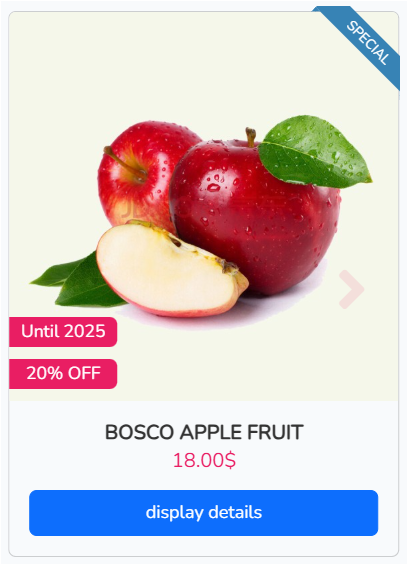 SPECIAL
Until 2025
20% OFF
BOSCO APPLE FRUIT
18.00$
display details